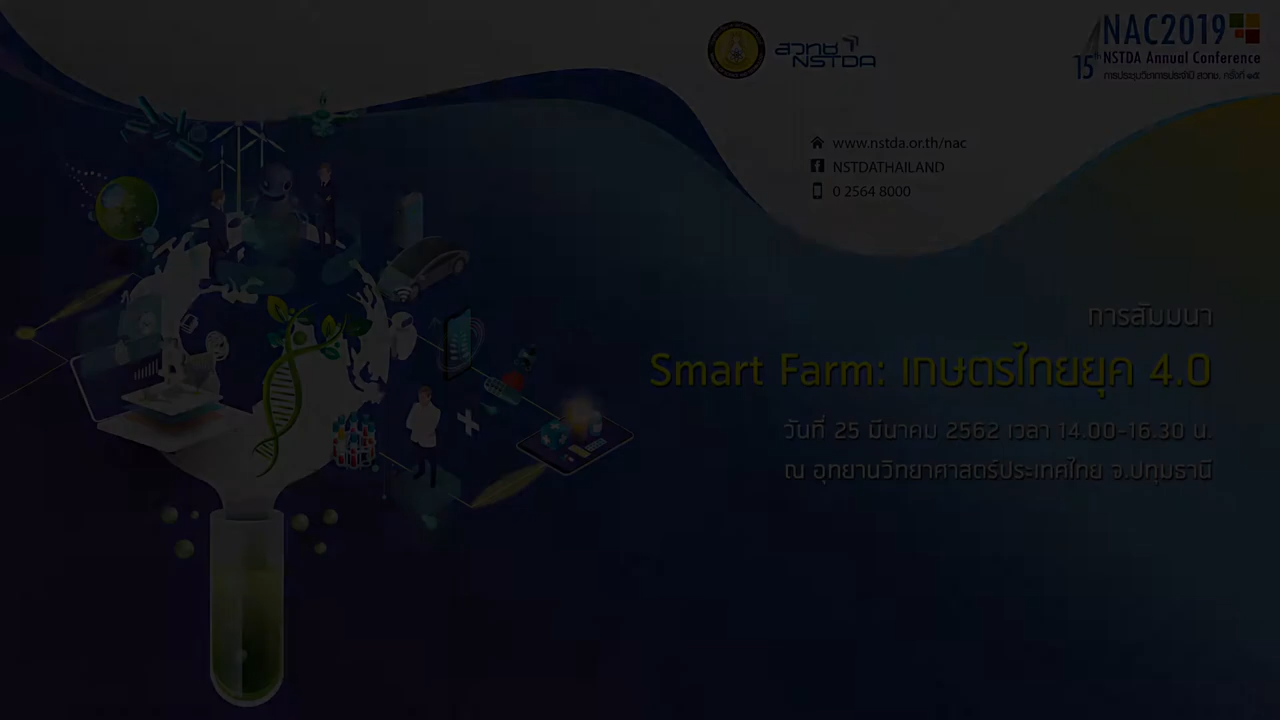 สวทช
NSTDA
NAC2019
15th NSTDA Annual Conference
การประชุมวิชาการประจำปี สวทช. ครั้งที่ ๑๕
www.nstda.or.th/nac
NSTDATHAILAND
0 2564 8000
การสัมมนา
Smart Farm: เกษตรไทยยุค 4.0
วันที่ 25 มีนาคม 2562 เวลา 14.00-16.30 น.
ณ อุทยานวิทยาศาสตร์ประเทศไทย จ.ปทุมธานี